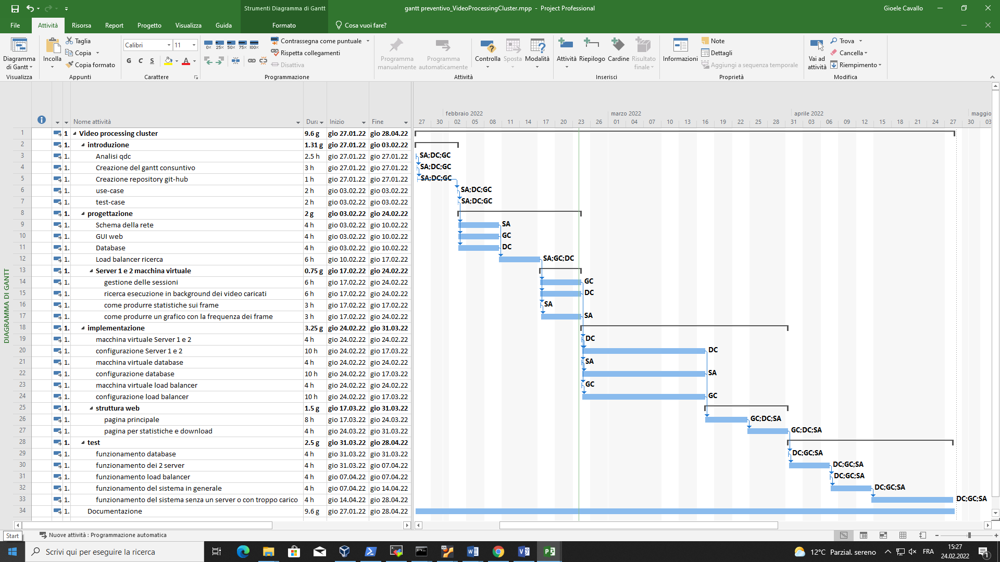 Strumenti Diagramma di Gantt
gantt preventivo_VideoProcessingCluster.mpp - Project Professional
Gioele Cavallo
File Attività Risorsa Report Progetto Visualizza Guida Formato Cosa vuoi fare?
Diagramma di Gantt
Visualizza
Incolla
Taglia
Copia
Copia formato
Appunti
Calibri 11
G C S
Carattere
0% 25% 50% 75% 100%
Contrassegna come puntuale
Rispetta collegamenti
Disattiva
Programmazione
Programma manualmente
Programma automaticamente
Controlla Sposta Modalità
Attività
Attività Riepilogo Cardine Risultato finale
Inserisci
Informazioni
Note
Dettagli
Aggiungi a sequenza temporale
Proprietà
Vai ad attività
Trova
Cancella
Riempimento
Modifica
febbraio 2022 marzo 2022 aprile 2022 maggio
Nome attività Dura Inizio Fine
27 30 02 05 08 11 14 17 20 23 26 01 04 07 10 13 16 19 22 25 28 31 03 06 09 12 15 18 21 24 27 30 03
DIAGRAMMA DI GANTT
1 1 Video processing cluster 9.6 g gio 27.01.22 gio 28.04.22
2 1. introduzione 1.31 g gio 27.01.22 gio 03.02.22
3 1. Analisi qdc 2.5 h gio 27.01.22 gio 27.01.22 SA;DC;GC
4 1. Creazione del gantt consuntivo 3 h gio 27.01.22 gio 27.01.22 SA;DC;GC
5 1. Creazione repository git-hub 1 h gio 27.01.22 gio 27.01.22 SA;DC;GC
6 1. use-case 2 h gio 03.02.22 gio 03.02.22 SA;DC;GC
7 1. test-case 2 h gio 03.02.22 gio 03.02.22 SA;DC;GC
8 1. progettazione 2 g gio 03.02.22 gio 24.02.22
9 1. Schema della rete 4 h gio 03.02.22 gio 10.02.22 SA
10 1. GUI web 4 h gio 03.02.22 gio 10.02.22 GC
11 1. Database 4 h gio 03.02.22 gio 10.02.22 DC
12 1. Load balancer ricerca 6 h gio 10.02.22 gio 17.02.22 SA;GC;DC
13 1. Server 1 e 2 macchina virtuale 0.75 g gio 17.02.22 gio 24.02.22
14 1. gestione delle sessioni 6 h gio 17.02.22 gio 24.02.22 GC
15 1. ricerca esecuzione in background dei video caricati 6 h gio 17.02.22 gio 24.02.22 DC
16 1. come produrre statistiche sui frame 3 h gio 17.02.22 gio 17.02.22 SA
17 1. come produrre un grafico con la frequenza dei frame 3 h gio 17.02.22 gio 24.02.22 SA
18 1. implementazione 3.25 g gio 24.02.22 gio 31.03.22
19 1. macchina virtuale Server 1 e 2 4 h gio 24.02.22 gio 24.02.22 DC
20 1. configurazione Server 1 e 2 10 h gio 24.02.22 gio 17.03.22 DC
21 1. macchina virtuale database 4 h gio 24.02.22 gio 24.02.22 SA
22 1. configurazione database 10 h gio 24.02.22 gio 17.03.22 SA
23 1. macchina virtuale load balancer 4 h gio 24.02.22 gio 24.02.22 GC
24 1. configurazione load balancer 10 h gio 24.02.22 gio 17.03.22 GC
25 1. struttura web 1.5 g gio 17.03.22 gio 31.03.22
26 1. pagina principale 8 h gio 17.03.22 gio 24.03.22 GC;DC;SA
27 1. pagina per statistiche e download 4 h gio 24.03.22 gio 31.03.22 GC;DC;SA
28 1. test 2.5 g gio 31.03.22 gio 28.04.22
29 1. funzionamento database 4 h gio 31.03.22 gio 31.03.22 DC;GC;SA
30 1. funzionamento dei 2 server 4 h gio 31.03.22 gio 07.04.22 DC;GC;SA
31 1. funzionamento load balancer 4 h gio 07.04.22 gio 07.04.22 DC;GC;SA
32 1. funzionamento del sistema in generale 4 h gio 07.04.22 gio 14.04.22 DC;GC;SA
33 1. funzionamento del sistema senza un server o con troppo carico 4 h gio 14.04.22 gio 28.04.22 DC;GC;SA
34 1. Documentazione 9.6 g gio 27.01.22 gio 28.04.22
Start
Nuove attività : Programmazione automatica
Scrivi qui per eseguire la ricerca
12°C Parzial. sereno
FRA
15:27
24.02.2022
1